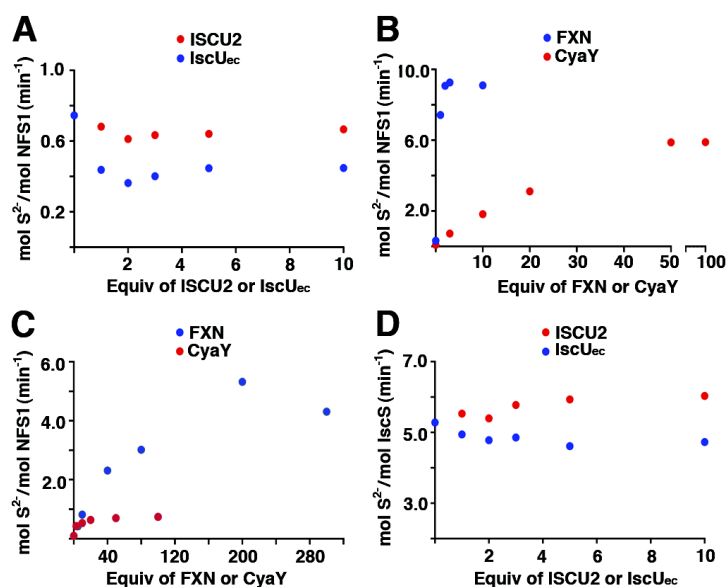 A
ISCU2
IscUec
mol S2-/mol NFS1 (min-1)
1.0
0.6
0.2
2 4 6 8 10
Equiv of ISCU2 or IscUec
B
FXN
CyaY
mol S2-/mol NFS1 (min-1)
10.0
6.0
2.0
10 20 30 40 50 100
Equiv of FXN or CyaY
C
FXN
CyaY
mol S2-/mol NFS1 (min-1)
6.0
4.0
2.0
40 120 200 280
Equiv of FXN or CyaY
D
ISCU2
IscUec
mol S2-/mol IscS (min-1)
7.0
5.0
3.0
2 4 6 8 10
Equiv of ISCU2 or IscUec